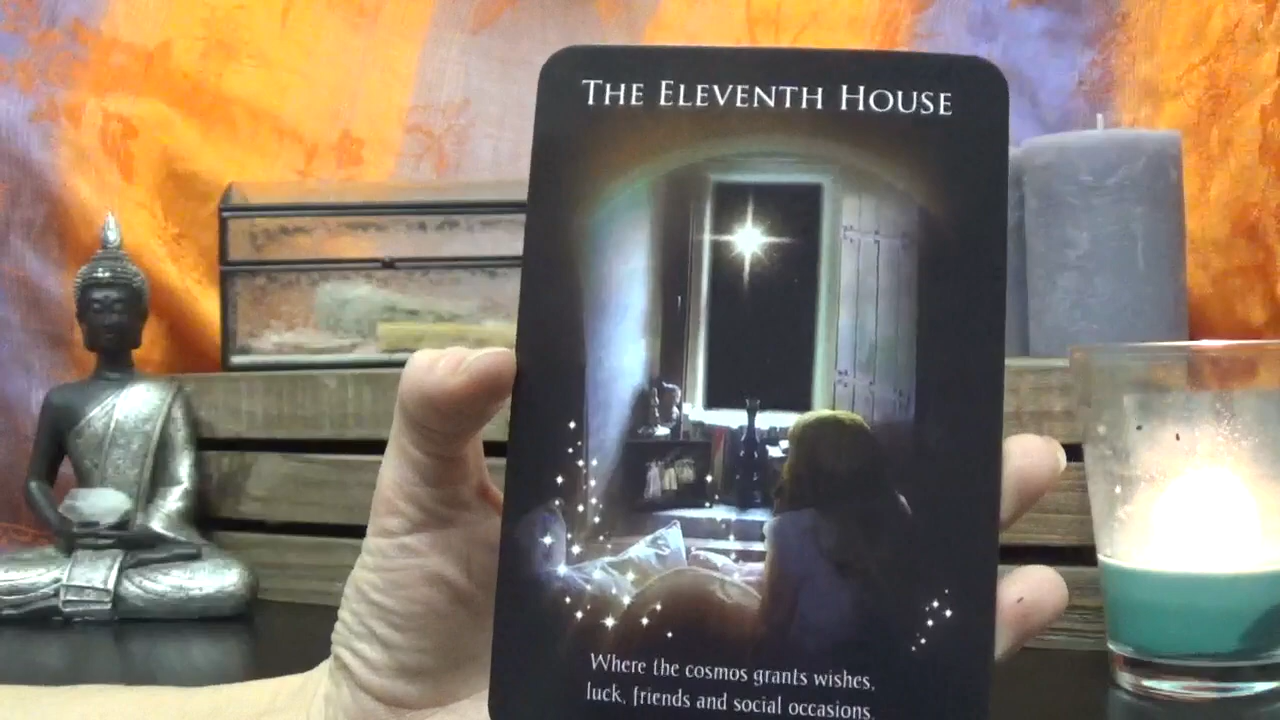 The Eleventh House
Where the cosmos grants wishes,
luck, friends and social occasions.